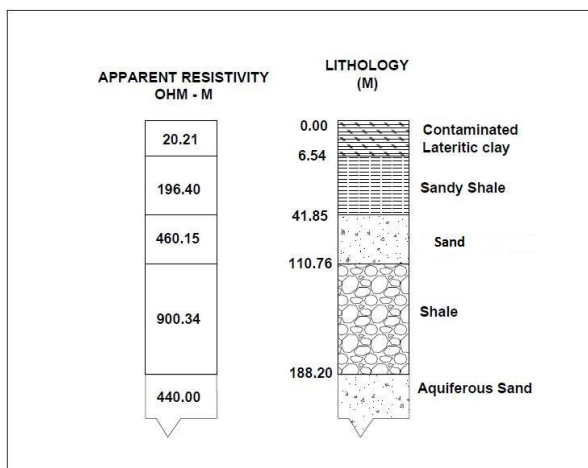 APPARENT RESISTIVITY
OHM - M
20.21
196.40
460.15
900.34
440.00
LITHOLOGY
(M)
0.00
6.54
41.85
110.76
188.20
Contaminated
Lateritic clay
Sandy Shale
Sand
Shale
Aquiferous Sand